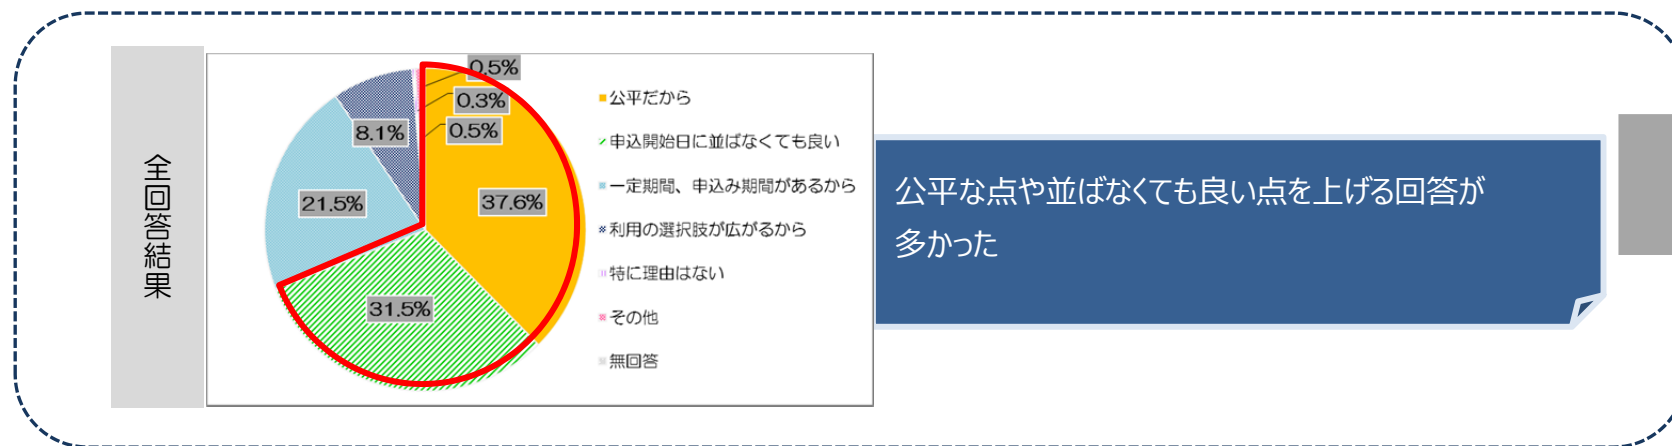 全回答結果
0.5%
0.3%
0.5%
8.1%
21.5%
37.6%
31.5%
公平だから
申込開始日に並ばなくても良い
一定期間、申込み期間があるから
利用の選択肢が広がるから
特に理由はない
その他
無回答
公平な点や並ばなくても良い点を上げる回答が
多かった